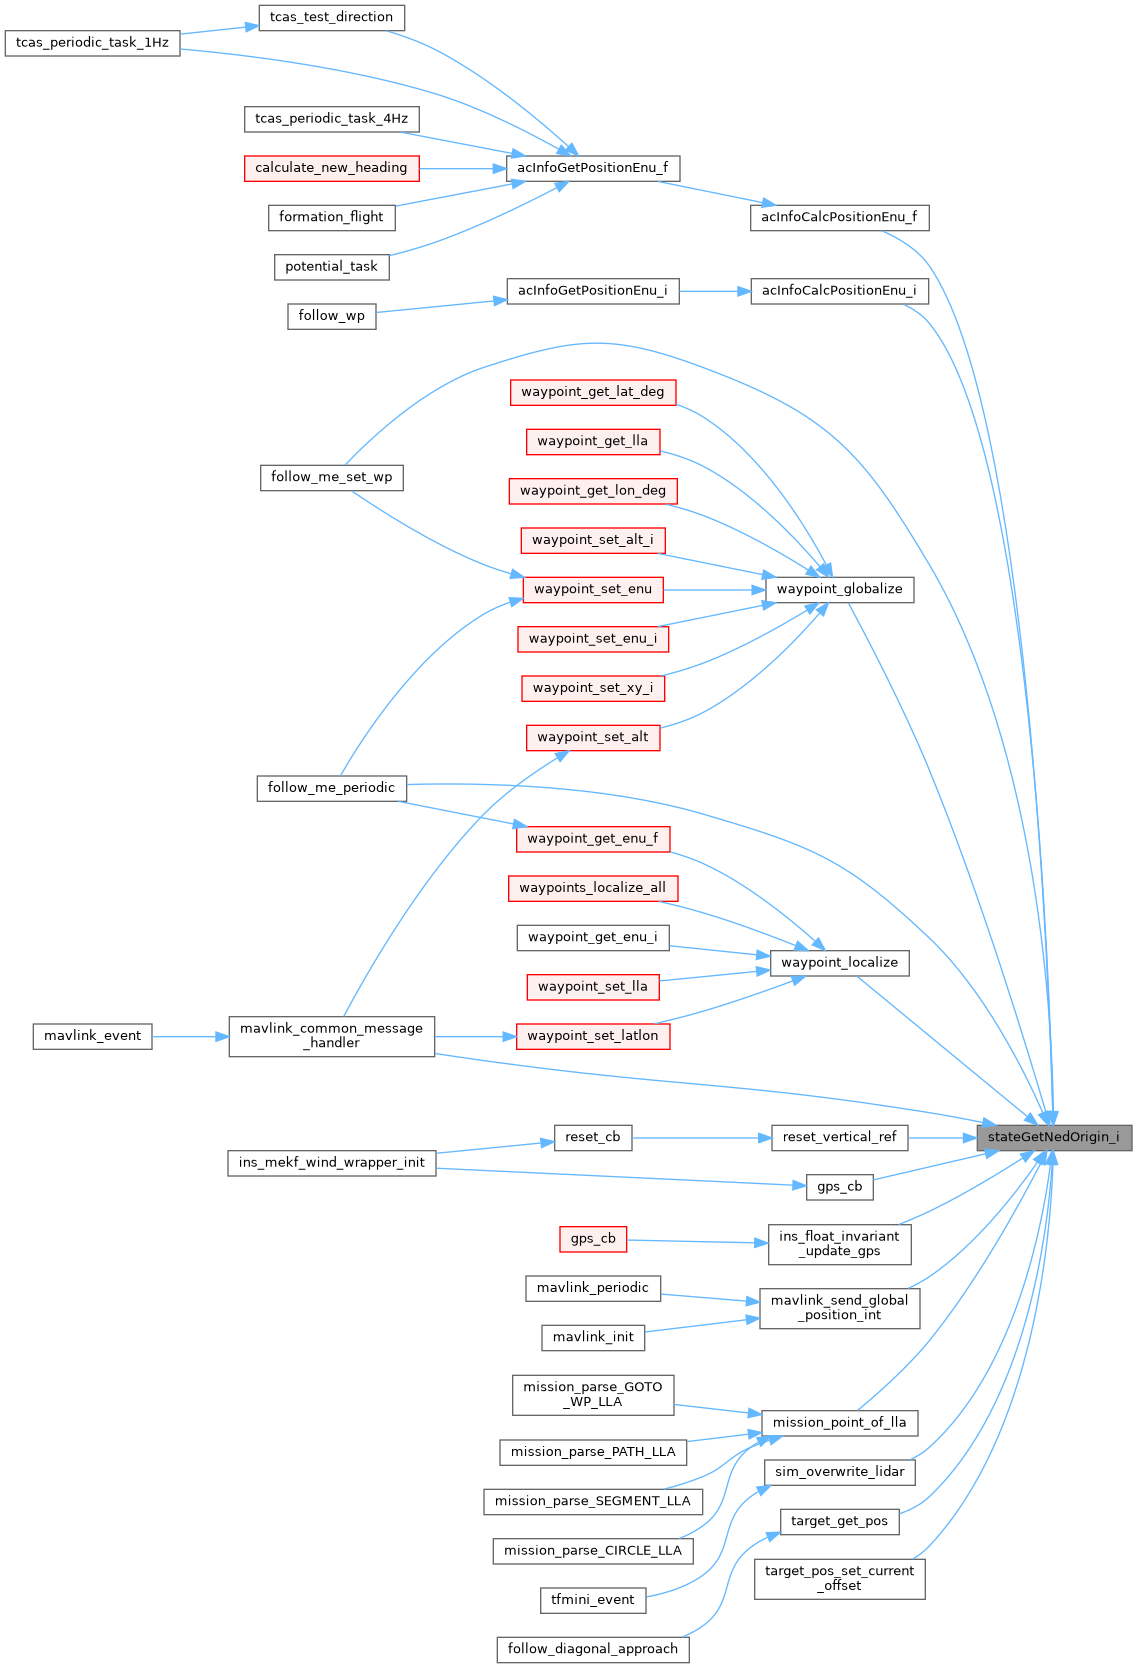 tcas_test_direction
tcas_periodic_task_1Hz
tcas_periodic_task_4Hz
calculate_new_heading
acInfoGetPositionEnu_f
formation_flight
acInfoCalcPositionEnu_f
potential_task
acInfoGetPositionEnu_i
acInfoCalcPositionEnu_i
follow_wp
waypoint_get_lat_deg
waypoint_get_lla
follow_me_set_wp
waypoint_get_lon_deg
waypoint_set_alt_i
waypoint_set_enu
waypoint_globalize
waypoint_set_enu_i
waypoint_set_xy_i
waypoint_set_alt
follow_me_periodic
waypoint_get_enu_f
waypoints_localize_all
waypoint_get_enu_i
waypoint_localize
waypoint_set_lla
mavlink_event
mavlink_common_message
_handler
waypoint_set_latlon
reset_cb
reset_vertical_ref
stateGetNedOrigin_i
ins_mekf_wind_wrapper_init
gps_cb
gps_cb
ins_float_invariant
_update_gps
mavlink_periodic
mavlink_send_global
_position_int
mavlink_init
mission_parse_GOTO
_WP_LLA
mission_point_of_lla
mission_parse_PATH_LLA
sim_overwrite_lidar
mission_parse_SEGMENT_LLA
target_get_pos
mission_parse_CIRCLE_LLA
target_pos_set_current
_offset
tfmini_event
follow_diagonal_approach